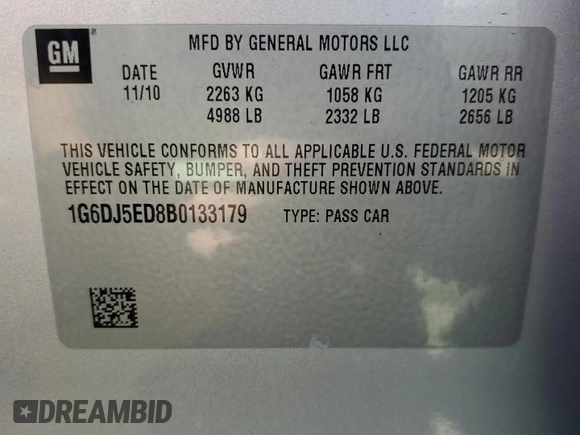 GM
®
MFD BY GENERAL MOTORS LLC
DATE GVWR GAWR FRT GAWR RR
11/10 2263 KG 1058 KG 1205 KG
4988 LB 2332 LB 2656 LB
THIS VEHICLE CONFORMS TO ALL APPLICABLE U.S. FEDERAL MOTOR
VEHICLE SAFETY, BUMPER, AND THEFT PREVENTION STANDARDS IN
EFFECT ON THE DATE OF MANUFACTURE SHOWN ABOVE.
1G6DJ5ED8B0133179 TYPE: PASS CAR
DREAMBID